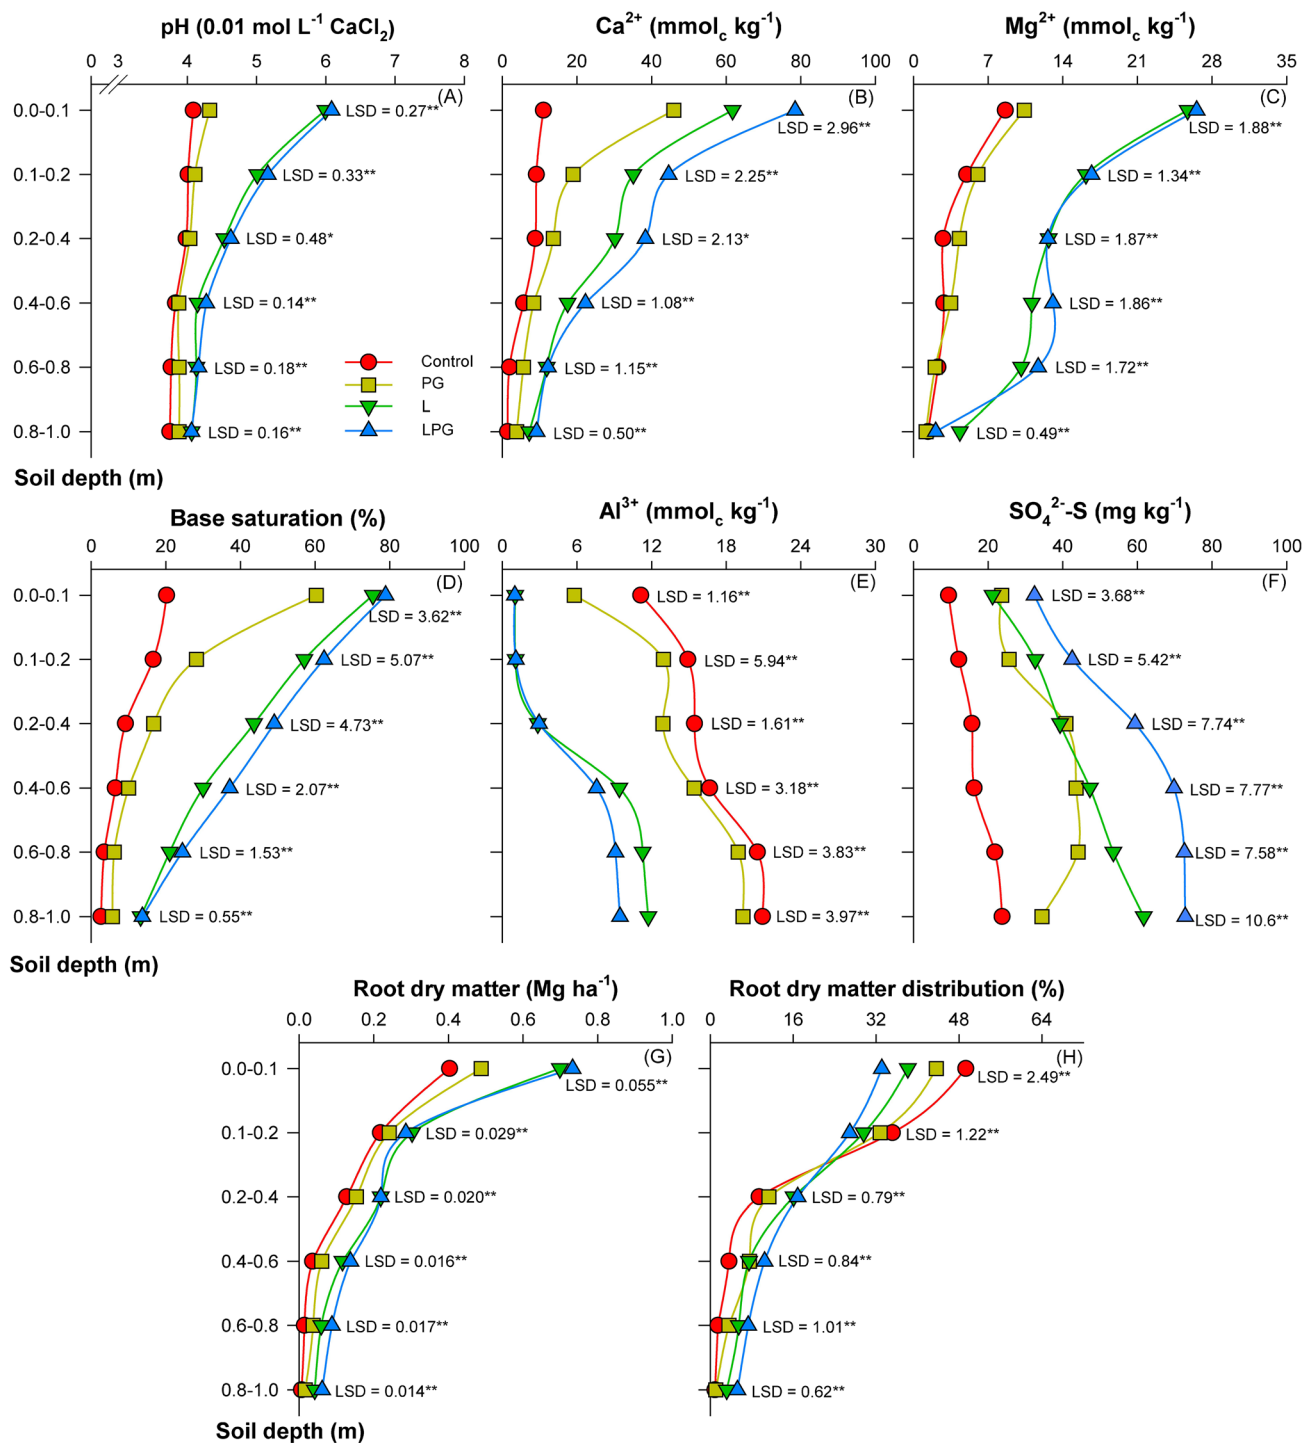 pH (0.01 mol L⁻¹ CaCl₂) Ca²⁺ (mmol꜀ kg⁻¹) Mg²⁺ (mmol꜀ kg⁻¹)
0 3 4 5 6 7 8 0 20 40 60 80 100 0 7 14 21 28 35
(A) (B) (C)
0.0-0.1 LSD = 0.27** LSD = 2.96** LSD = 1.88**
0.1-0.2 LSD = 0.33** LSD = 2.25** LSD = 1.34**
0.2-0.4 LSD = 0.48* LSD = 2.13* LSD = 1.87**
0.4-0.6 LSD = 0.14** LSD = 1.08** LSD = 1.86**
Control
0.6-0.8 LSD = 0.18** LSD = 1.15** LSD = 1.72**
PG
L
LPG
0.8-1.0 LSD = 0.16** LSD = 0.50** LSD = 0.49**
Soil depth (m)
Base saturation (%) Al³⁺ (mmol꜀ kg⁻¹) SO₄²⁻-S (mg kg⁻¹)
0 20 40 60 80 100 0 6 12 18 24 30 0 20 40 60 80 100
(D) (E) (F)
0.0-0.1 LSD = 3.62** LSD = 1.16** LSD = 3.68**
0.1-0.2 LSD = 5.07** LSD = 5.94** LSD = 5.42**
0.2-0.4 LSD = 4.73** LSD = 1.61** LSD = 7.74**
0.4-0.6 LSD = 2.07** LSD = 3.18** LSD = 7.77**
0.6-0.8 LSD = 1.53** LSD = 3.83** LSD = 7.58**
0.8-1.0 LSD = 0.55** LSD = 3.97** LSD = 10.6**
Soil depth (m)
Root dry matter (Mg ha⁻¹) Root dry matter distribution (%)
0.0 0.2 0.4 0.6 0.8 1.0 0 16 32 48 64
(G) (H)
0.0-0.1 LSD = 0.055** LSD = 2.49**
0.1-0.2 LSD = 0.029** LSD = 1.22**
0.2-0.4 LSD = 0.020** LSD = 0.79**
0.4-0.6 LSD = 0.016** LSD = 0.84**
0.6-0.8 LSD = 0.017** LSD = 1.01**
0.8-1.0 LSD = 0.014** LSD = 0.62**
Soil depth (m)